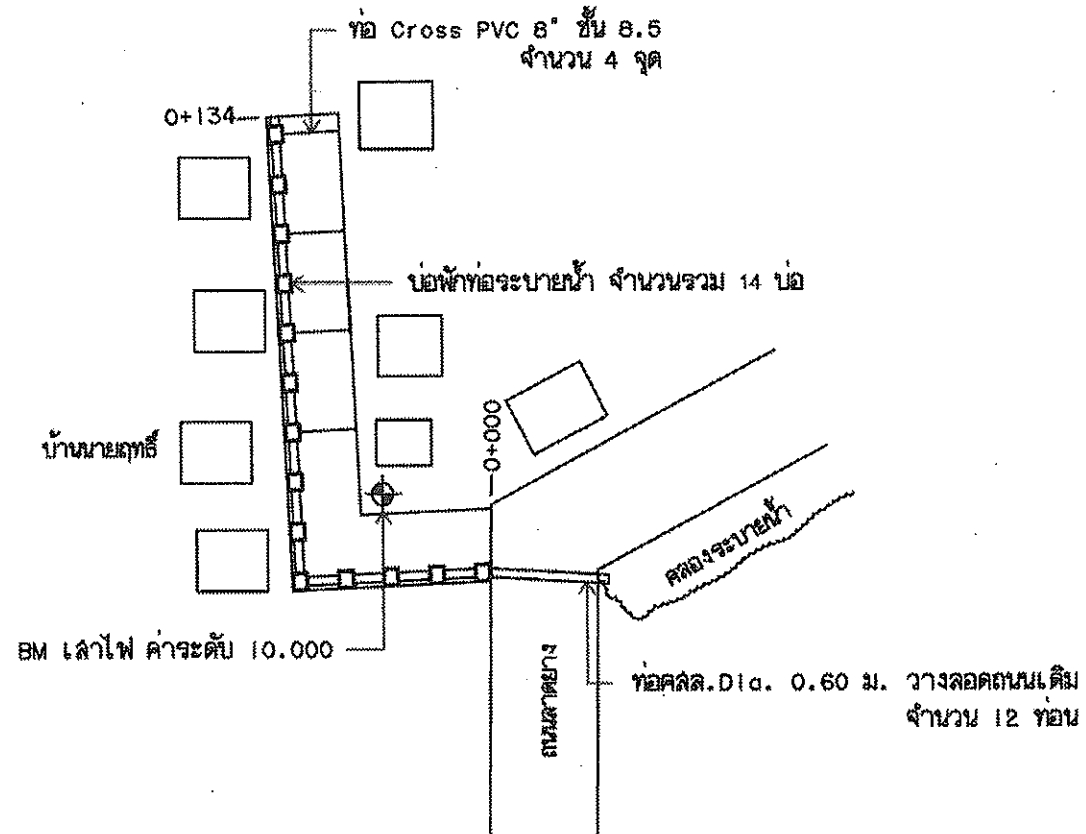 ท่อ Cross PVC 8" ชั้น 8.5
จำนวน 4 จุด
0+134
บ่อพักท่อระบายน้ำ จำนวนรวม 14 บ่อ
บ้านนายฤทธิ์
0+000
คลองระบายน้ำ
BM เสาไฟ ค่าระดับ 10.000
ถนนลาดยาง
ท่อคสล.Dia. 0.60 ม. วางลอดถนนเดิม
จำนวน 12 ท่อน